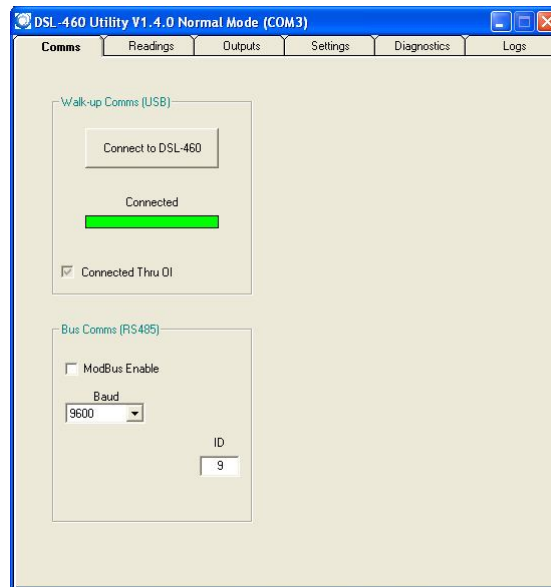 DSL-460 Utility V1.4.0 Normal Mode (COM3)
Comms Readings Outputs Settings Diagnostics Logs
Walk-up Comms (USB)
Connect to DSL-460
Connected
Connected Thru OI
Bus Comms (RS485)
ModBus Enable
Baud
9600
ID
9